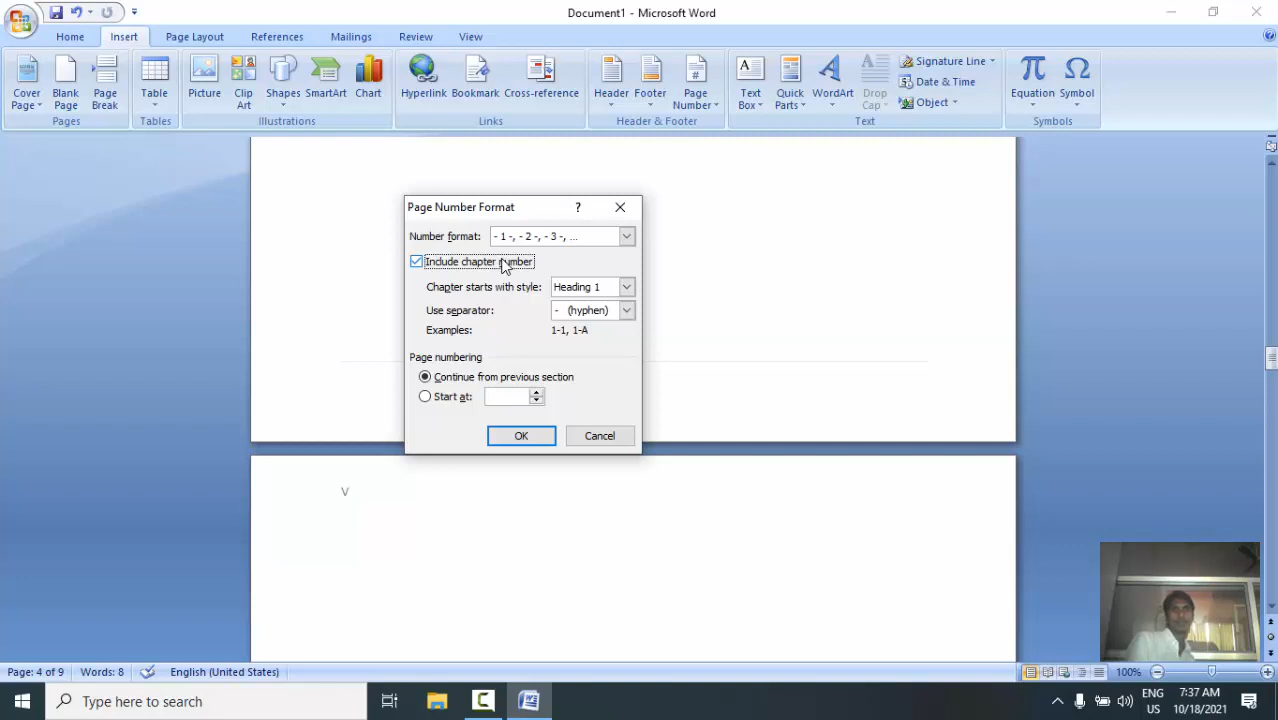 Document1 - Microsoft Word
Home Insert Page Layout References Mailings Review View
Cover Page Blank Page Page Break
Pages
Table
Tables
Picture Clip Art Shapes SmartArt Chart
Illustrations
Hyperlink Bookmark Cross-reference
Links
Header Footer Page Number
Header & Footer
Text Box Quick Parts WordArt Drop Cap
Signature Line
Date & Time
Object
Text
Equation Symbol
Symbols
Page Number Format ?
Number format: - 1 -, - 2 -, - 3 -, ...
Include chapter number
Chapter starts with style: Heading 1
Use separator: - (hyphen)
Examples: 1-1, 1-A
Page numbering
Continue from previous section
Start at:
OK Cancel
V
Page: 4 of 9 Words: 8 English (United States) 100%
Type here to search
ENG IN
7:37 AM
10/18/2021